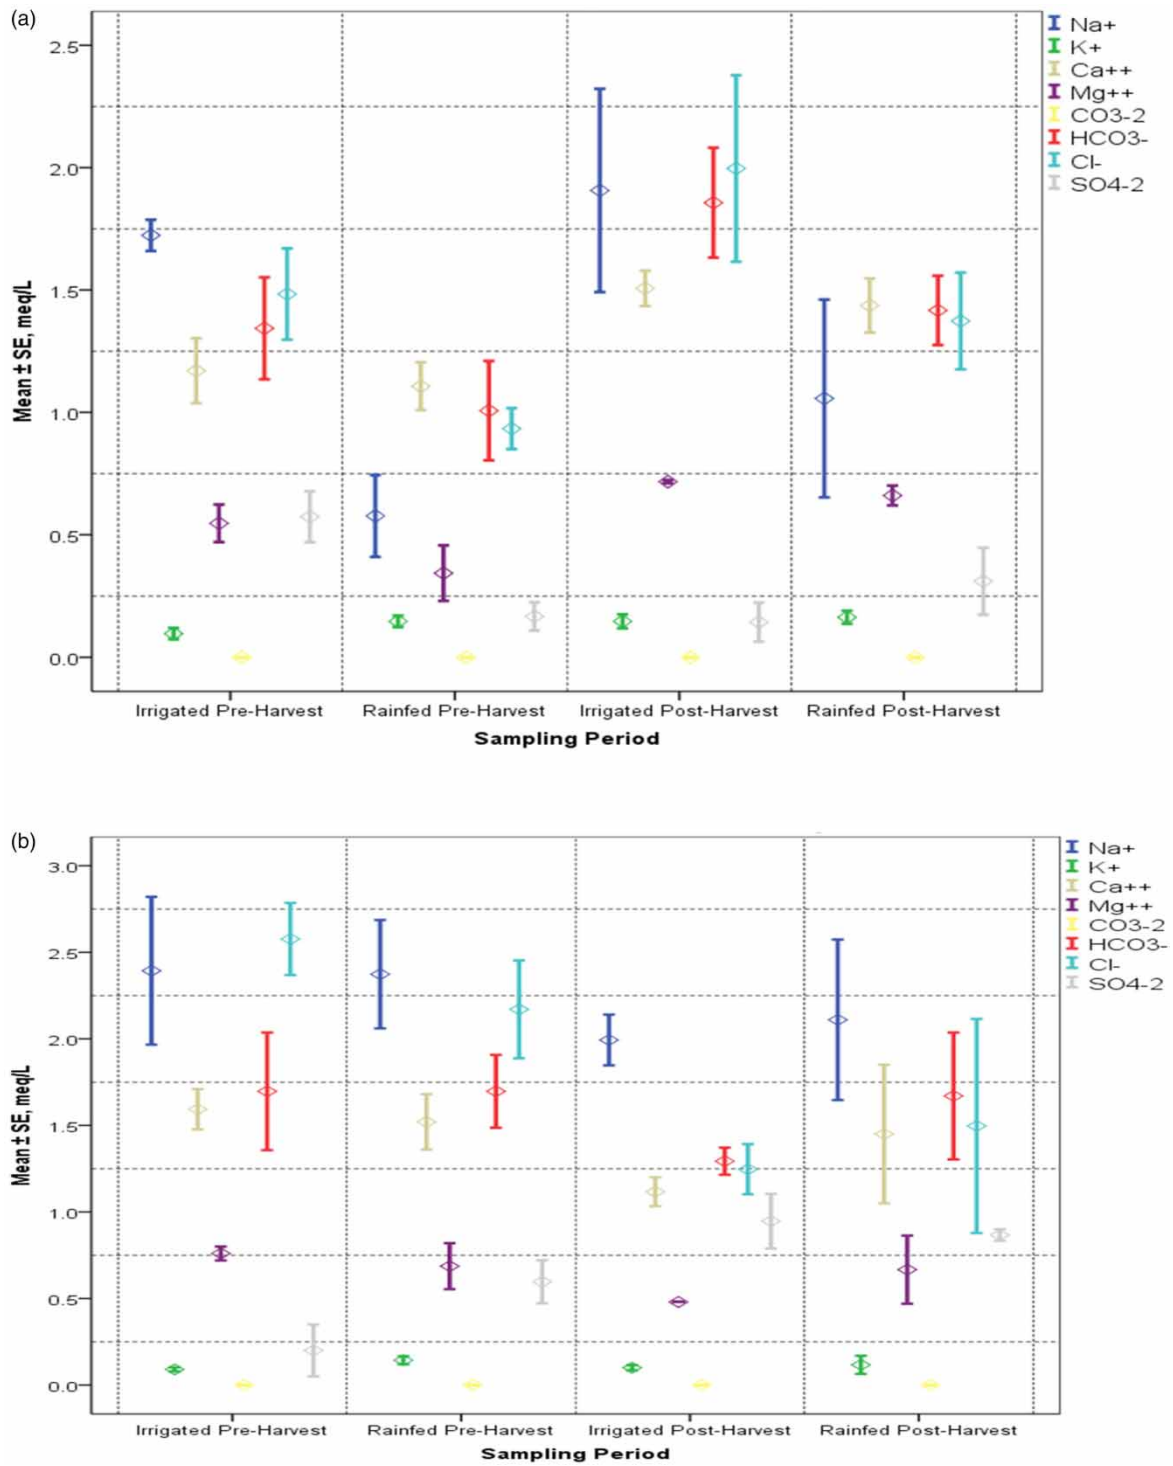 (a)
Mean ± SE, meq/L
2.5
2.0
1.5
1.0
0.5
0.0
Irrigated Pre-Harvest
Rainfed Pre-Harvest
Irrigated Post-Harvest
Rainfed Post-Harvest
Sampling Period
Na+
K+
Ca++
Mg++
CO3-2
HCO3-
Cl-
SO4-2
(b)
Mean ± SE, meq/L
3.0
2.5
2.0
1.5
1.0
0.5
0.0
Irrigated Pre-Harvest
Rainfed Pre-Harvest
Irrigated Post-Harvest
Rainfed Post-Harvest
Sampling Period
Na+
K+
Ca++
Mg++
CO3-2
HCO3-
Cl-
SO4-2